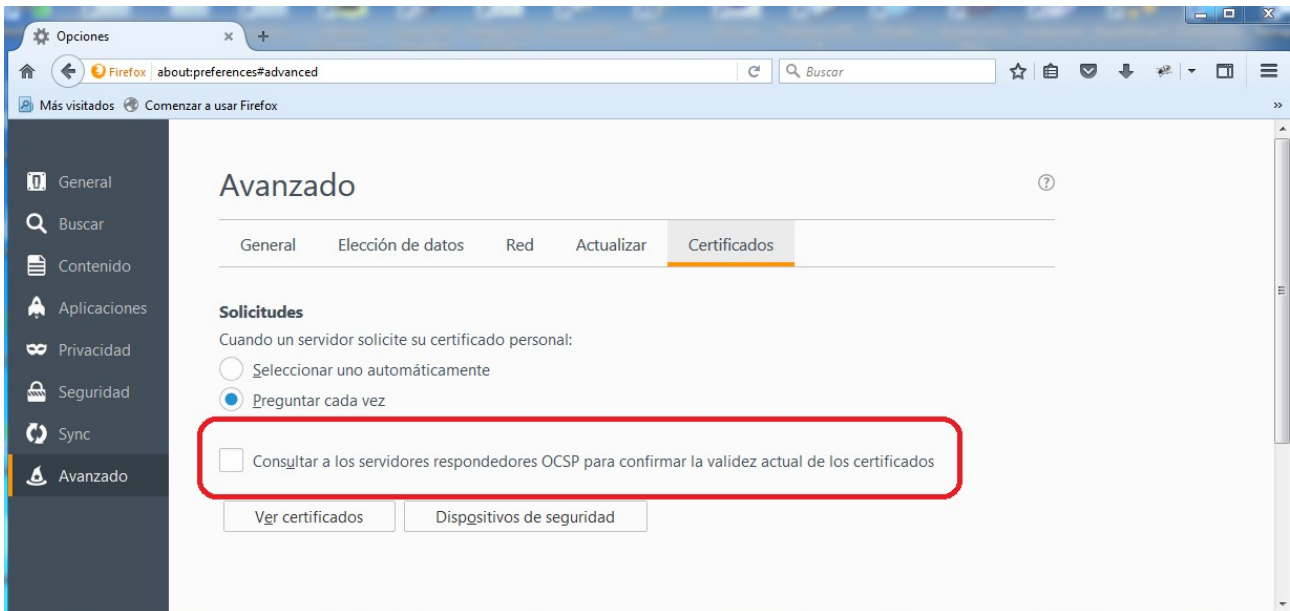 Opciones
Firefox about:preferences#advanced
Buscar
Más visitados Comenzar a usar Firefox
General
Buscar
Contenido
Aplicaciones
Privacidad
Seguridad
Sync
Avanzado
Avanzado
General Elección de datos Red Actualizar Certificados
Solicitudes
Cuando un servidor solicite su certificado personal:
Seleccionar uno automáticamente
Preguntar cada vez
Consultar a los servidores respondedores OCSP para confirmar la validez actual de los certificados
Ver certificados Dispositivos de seguridad